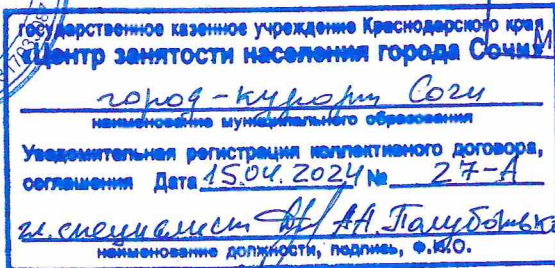 государственное казенное учреждение Краснодарского края
«Центр занятости населения города Сочи»
город-курорт Сочи
наименование муниципального образования
Уведомительная регистрация коллективного договора,
соглашения Дата 15.04.2024 № 27-А
гл. специалист А.А.
наименование должности, подпись, Ф.И.О.